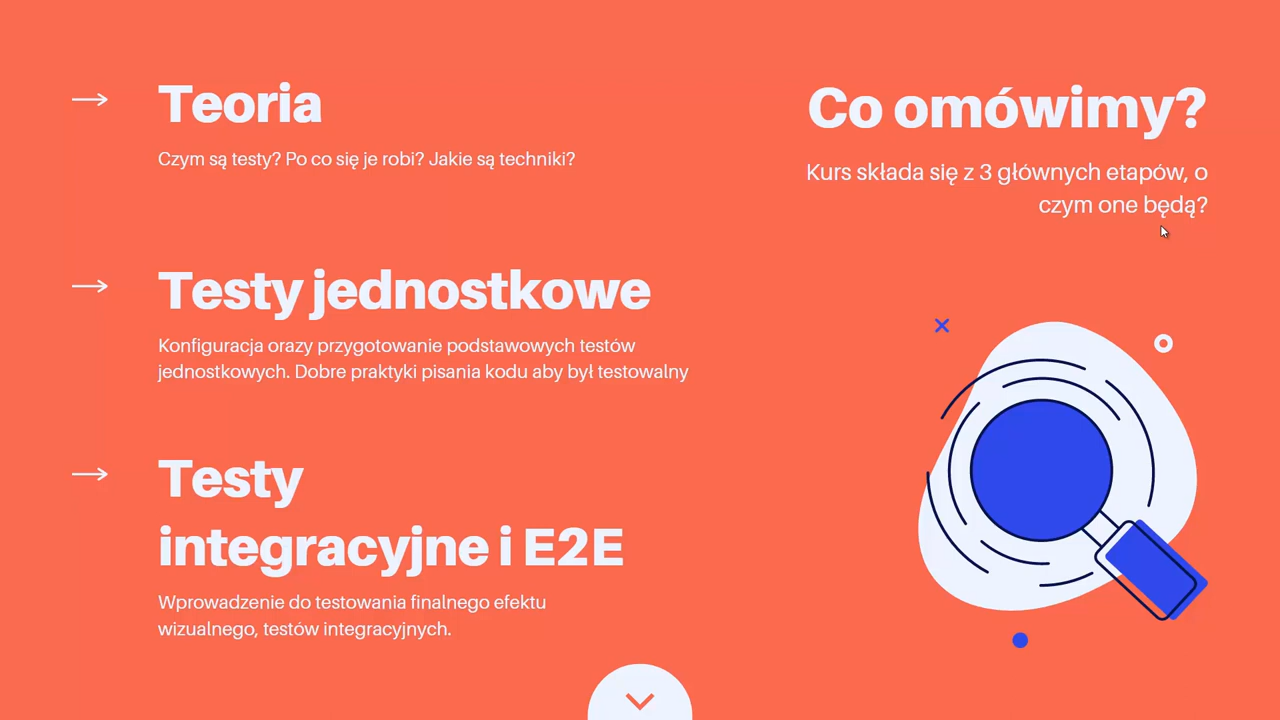 Teoria
Czym są testy? Po co się je robi? Jakie są techniki?
Testy jednostkowe
Konfiguracja orazy przygotowanie podstawowych testów
jednostkowych. Dobre praktyki pisania kodu aby był testowalny
Testy
integracyjne i E2E
Wprowadzenie do testowania finalnego efektu
wizualnego, testów integracyjnych.
Co omówimy?
Kurs składa się z 3 głównych etapów, o
czym one będą?